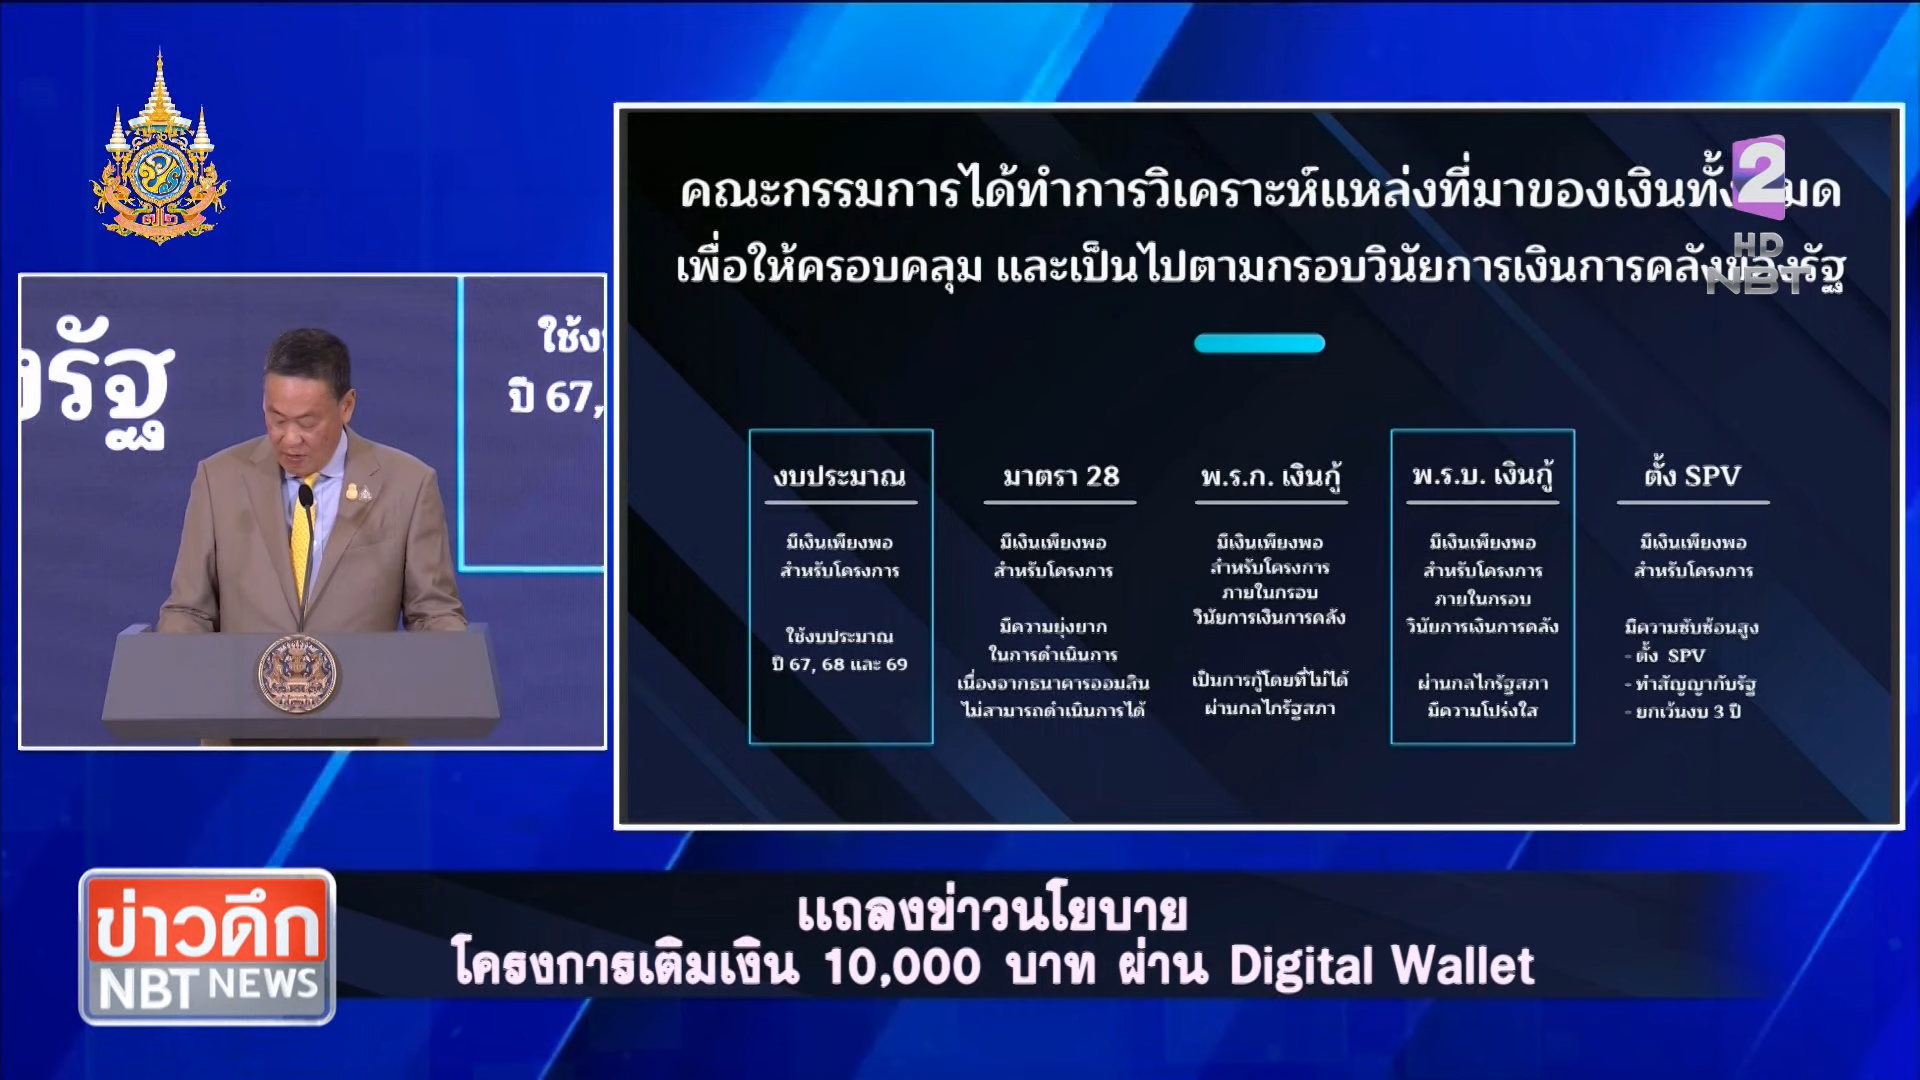 คณะกรรมการได้ทำการวิเคราะห์แหล่งที่มาของเงินทั้งหมด
เพื่อให้ครอบคลุม และเป็นไปตามกรอบวินัยการเงินการคลังของรัฐ
2
HD
NBT
งบประมาณ
มีเงินเพียงพอ
สำหรับโครงการ
ใช้งบประมาณ
ปี 67, 68 และ 69
มาตรา 28
มีเงินเพียงพอ
สำหรับโครงการ
มีความยุ่งยาก
ในการดำเนินการ
เนื่องจากธนาคารออมสิน
ไม่สามารถดำเนินการได้
พ.ร.ก. เงินกู้
มีเงินเพียงพอ
สำหรับโครงการ
ภายในกรอบ
วินัยการเงินการคลัง
เป็นการกู้โดยที่ไม่ได้
ผ่านกลไกรัฐสภา
พ.ร.บ. เงินกู้
มีเงินเพียงพอ
สำหรับโครงการ
ภายในกรอบ
วินัยการเงินการคลัง
ผ่านกลไกรัฐสภา
มีความโปร่งใส
ตั้ง SPV
มีเงินเพียงพอ
สำหรับโครงการ
มีความซับซ้อนสูง
- ตั้ง SPV
- ทำสัญญากับรัฐ
- ยกเว้นงบ 3 ปี
รัฐ
ใช้ง
ปี 67,
๗๒
ข่าวดึก
NBT NEWS
แถลงข่าวนโยบาย
โครงการเติมเงิน 10,000 บาท ผ่าน Digital Wallet